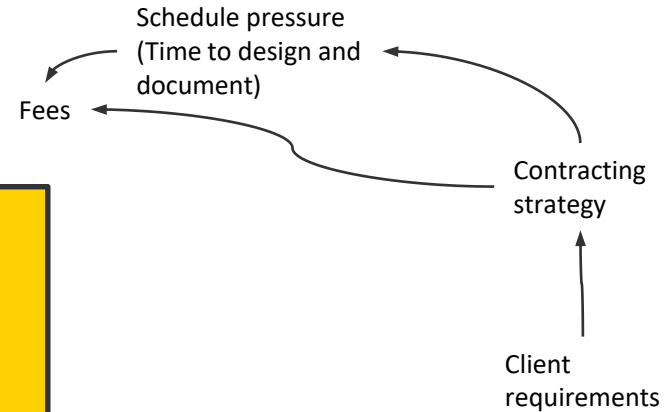 Schedule pressure
(Time to design and
document)
Fees
Contracting
strategy
Client
requirements